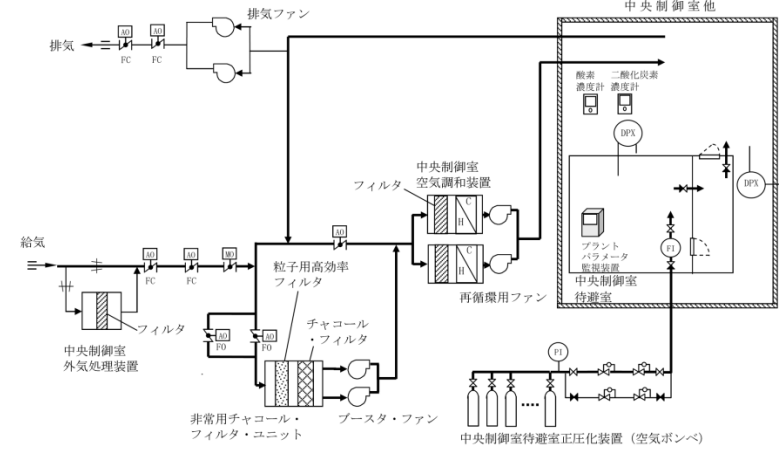 中央制御室他
排気ファン
排気
AO
AO
FC
FC
酸素
濃度計
二酸化炭素
濃度計
DPX
DPX
中央制御室
空気調和装置
フィルタ
C
H
C
H
再循環用ファン
プラント
パラメータ
監視装置
FI
中央制御室
待避室
給気
AO
AO
MO
AO
FC
FC
フィルタ
中央制御室
外気処理装置
粒子用高効率
フィルタ
チャコール
・フィルタ
AO
FO
AO
FO
非常用チャコール・
フィルタ・ユニット
ブースタ・ファン
PI
中央制御室待避室正圧化装置（空気ボンベ）